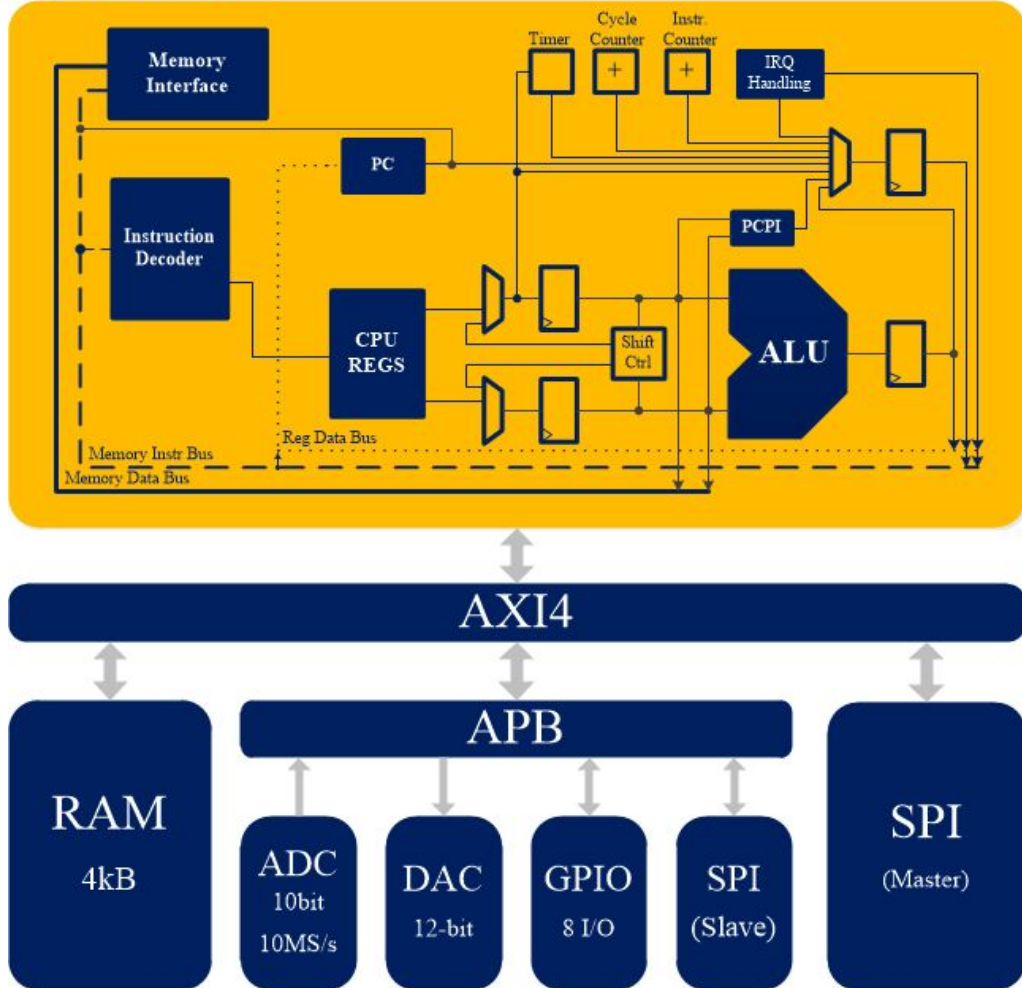 Cycle
Instr.
Timer
Counter
Counter
Memory
Interface
+
+
IRQ
Handling
PC
Instruction
Decoder
PCPI
CPU
REGS
Shift
Ctrl
ALU
Reg Data Bus
Memory Instr Bus
Memory Data Bus
AXI4
APB
RAM
4kB
ADC
10bit
10MS/s
DAC
12-bit
GPIO
8 I/O
SPI
(Slave)
SPI
(Master)